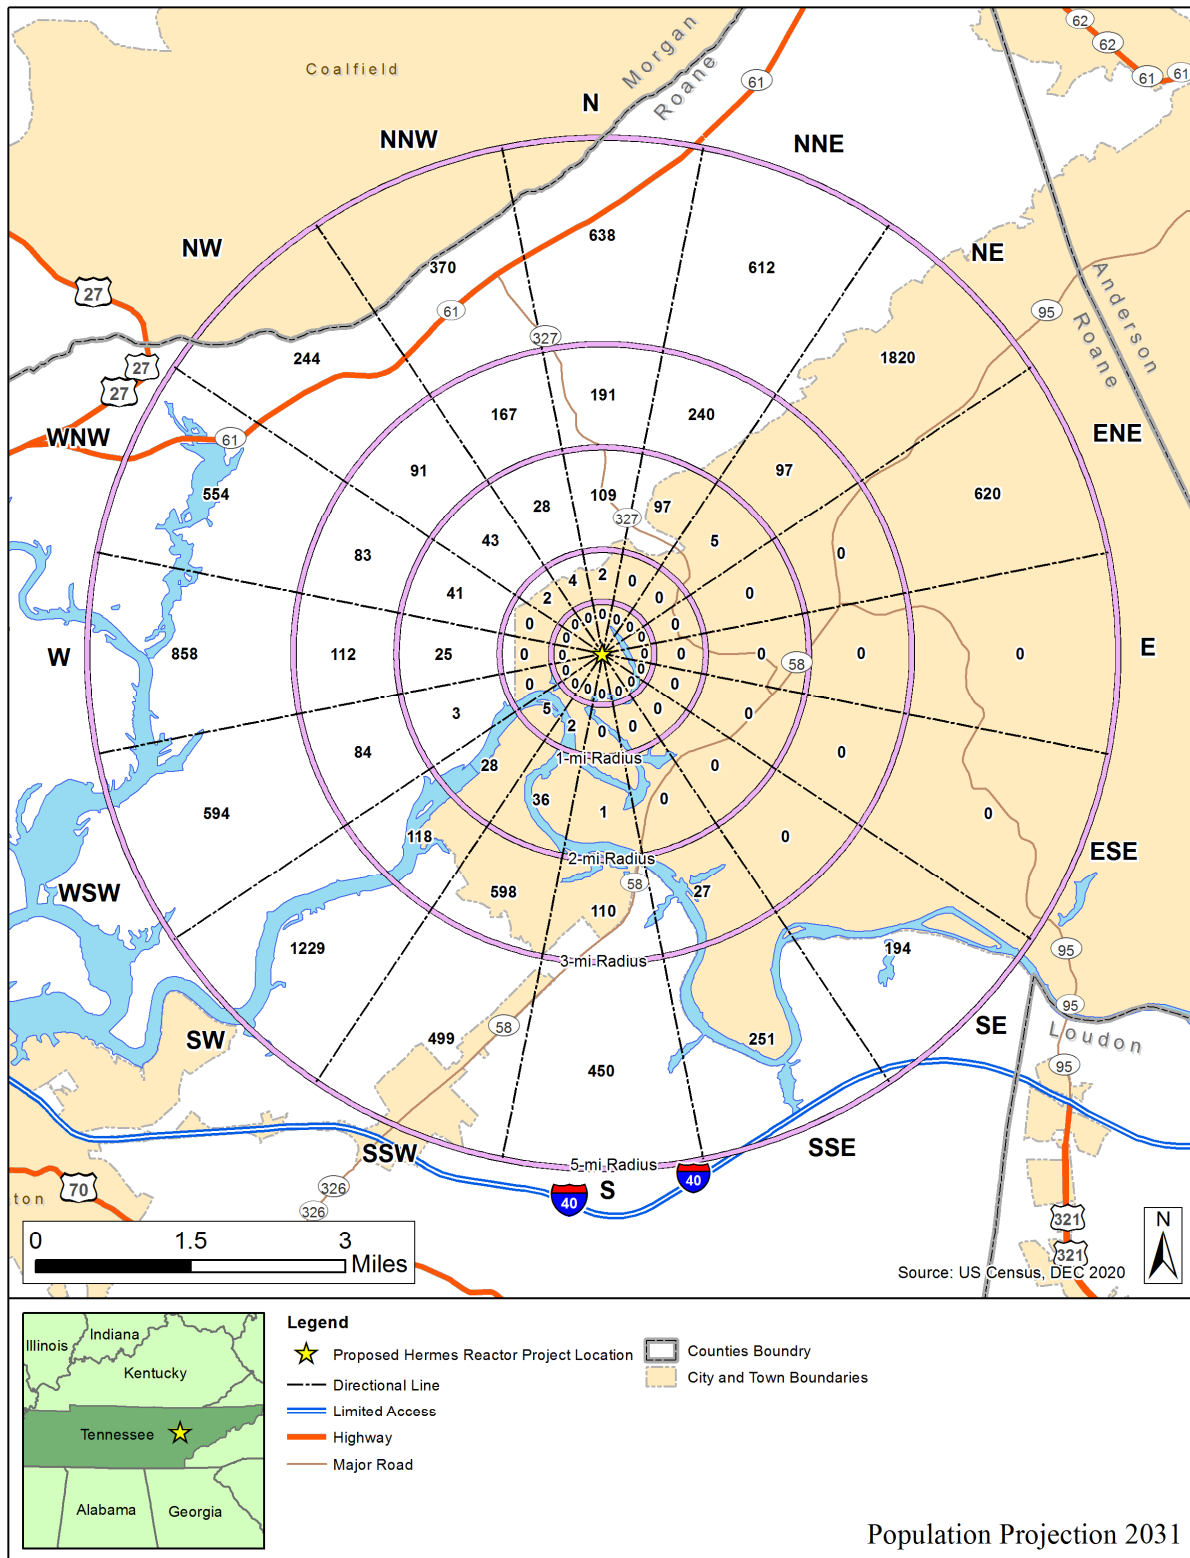 62
62
61
61
Coalfield
Morgan
Roane
61
N
NNW
NNE
NW
NE
638
370
612
27
Anderson
Roane
95
61
327
27
244
1820
27
191
167
240
WNW
61
ENE
91
97
554
620
28
109
97
327
43
5
83
0
4
2
0
41
2
0
0
0
0
0
0
0
0
0
0
0
0
W
858
112
25
0
0
0
0
0
0
58
0
0
E
0
0
0
0
0
0
0
0
0
3
5
0
0
2
0
0
84
0
1-mi Radius
28
0
36
0
594
1
118
0
0
2-mi Radius
ESE
WSW
598
58
27
110
1229
194
95
3-mi Radius
95
SW
499
58
251
SE
Loudon
450
95
SSW
SSE
5-mi Radius
S
40
40
70
ton
326
326
321
321
0
1.5
3
Miles
N
Source: US Census, DEC 2020
Illinois
Indiana
Kentucky
Tennessee
Alabama
Georgia
Legend
Proposed Hermes Reactor Project Location
Directional Line
Limited Access
Highway
Major Road
Counties Boundry
City and Town Boundaries
Population Projection 2031